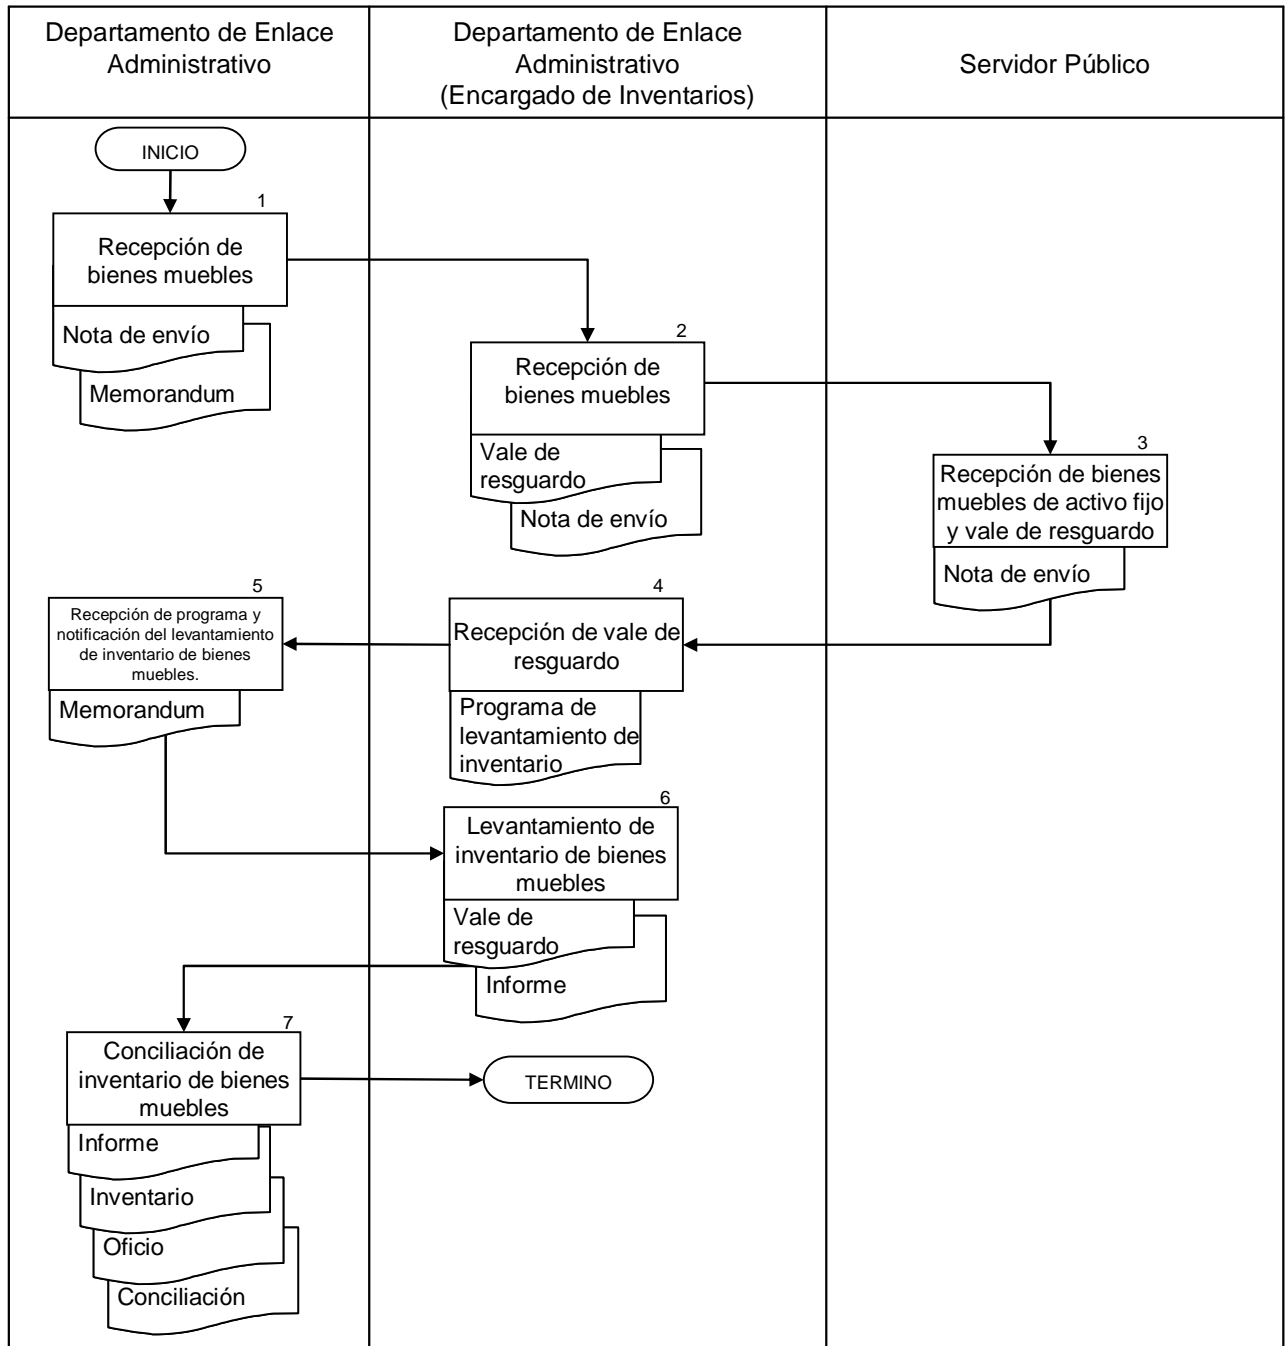 Departamento de Enlace
Administrativo
Departamento de Enlace
Administrativo
(Encargado de Inventarios)
Servidor Público
INICIO
1
Recepción de
bienes muebles
Nota de envío
Memorandum
2
Recepción de
bienes muebles
Vale de
resguardo
Nota de envío
3
Recepción de bienes
muebles de activo fijo
y vale de resguardo
Nota de envío
4
Recepción de vale de
resguardo
Programa de
levantamiento de
inventario
5
Recepción de programa y
notificación del levantamiento
de inventario de bienes
muebles.
Memorandum
6
Levantamiento de
inventario de bienes
muebles
Vale de
resguardo
Informe
7
Conciliación de
inventario de bienes
muebles
Informe
Inventario
Oficio
Conciliación
TERMINO